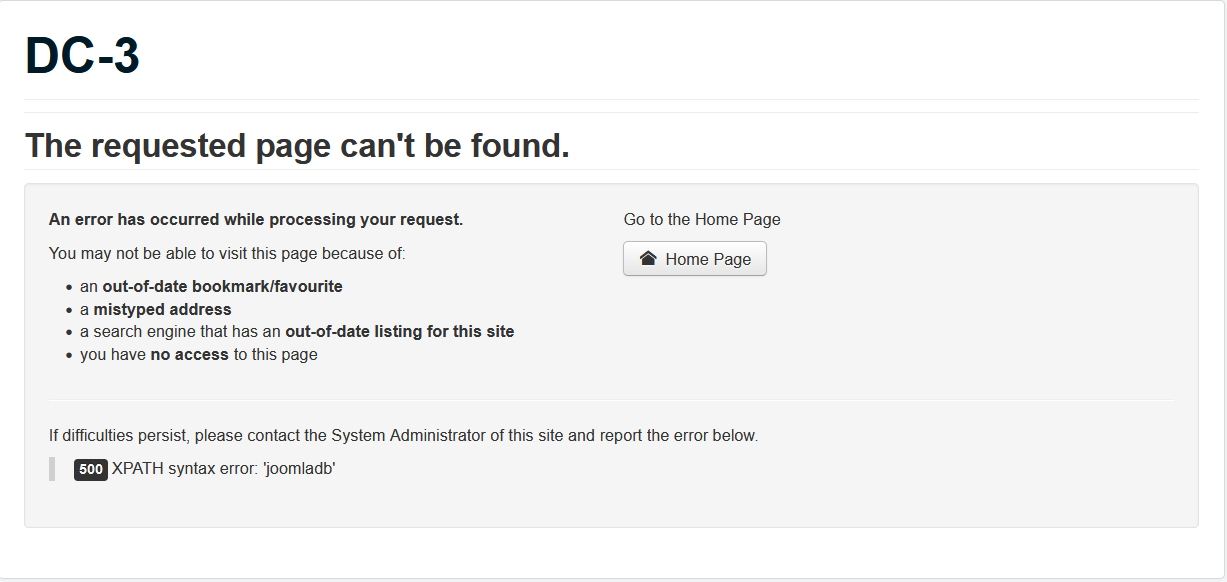 DC-3
The requested page can't be found.
An error has occurred while processing your request.
You may not be able to visit this page because of:
an out-of-date bookmark/favourite
a mistyped address
a search engine that has an out-of-date listing for this site
you have no access to this page
Go to the Home Page
Home Page
If difficulties persist, please contact the System Administrator of this site and report the error below.
500 XPATH syntax error: 'joomladb'